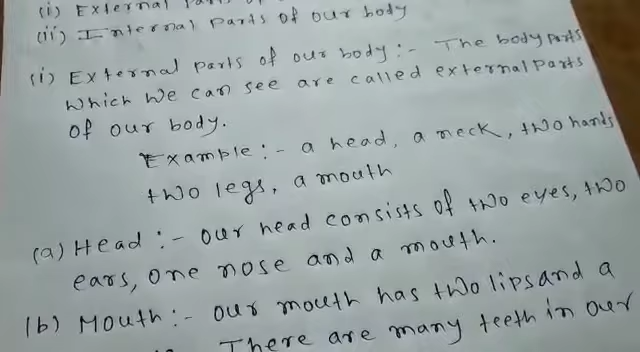 (i) External parts of
(ii) Internal parts of our body
(i) External parts of our body :- The body parts
which we can see are called external parts
of our body.
Example :- a head, a neck, two hands
two legs, a mouth
(a) Head :- our head consists of two eyes, two
ears, one nose and a mouth.
(b) Mouth :- our mouth has two lips and a
There are many teeth in our